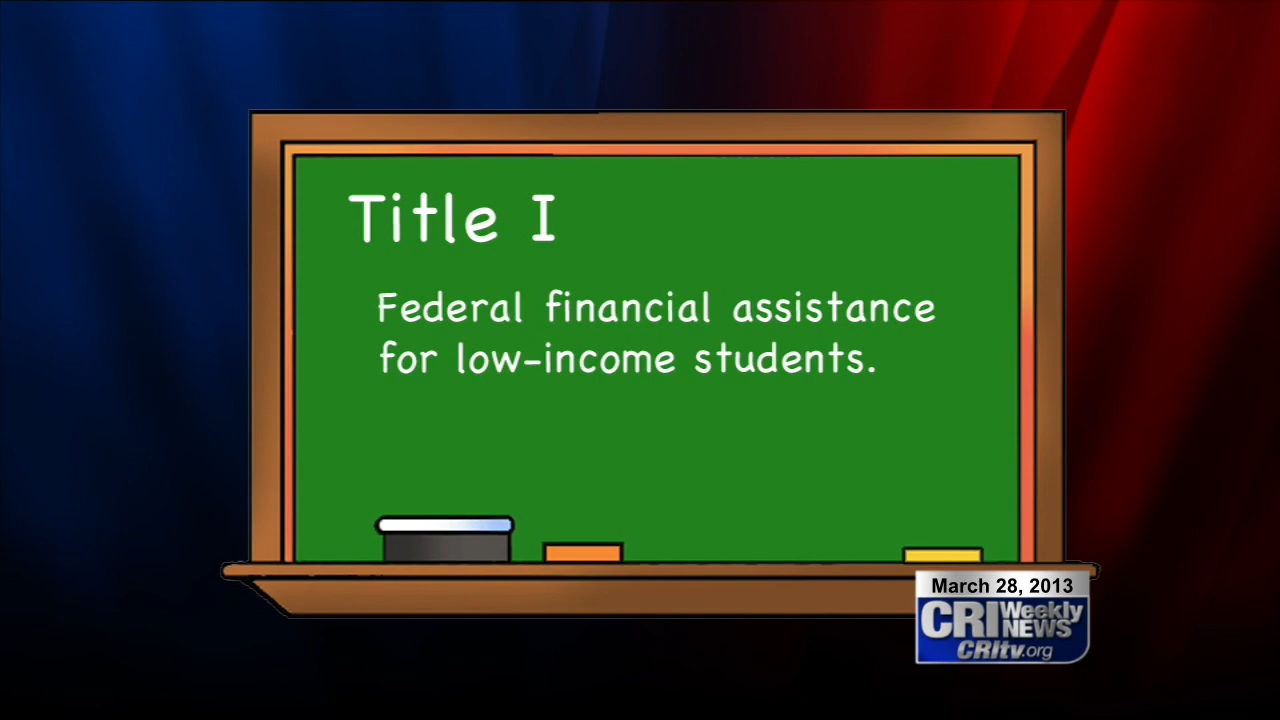 Title I
Federal financial assistance
for low-income students.
March 28, 2013
CRI Weekly
NEWS
CRItv.org